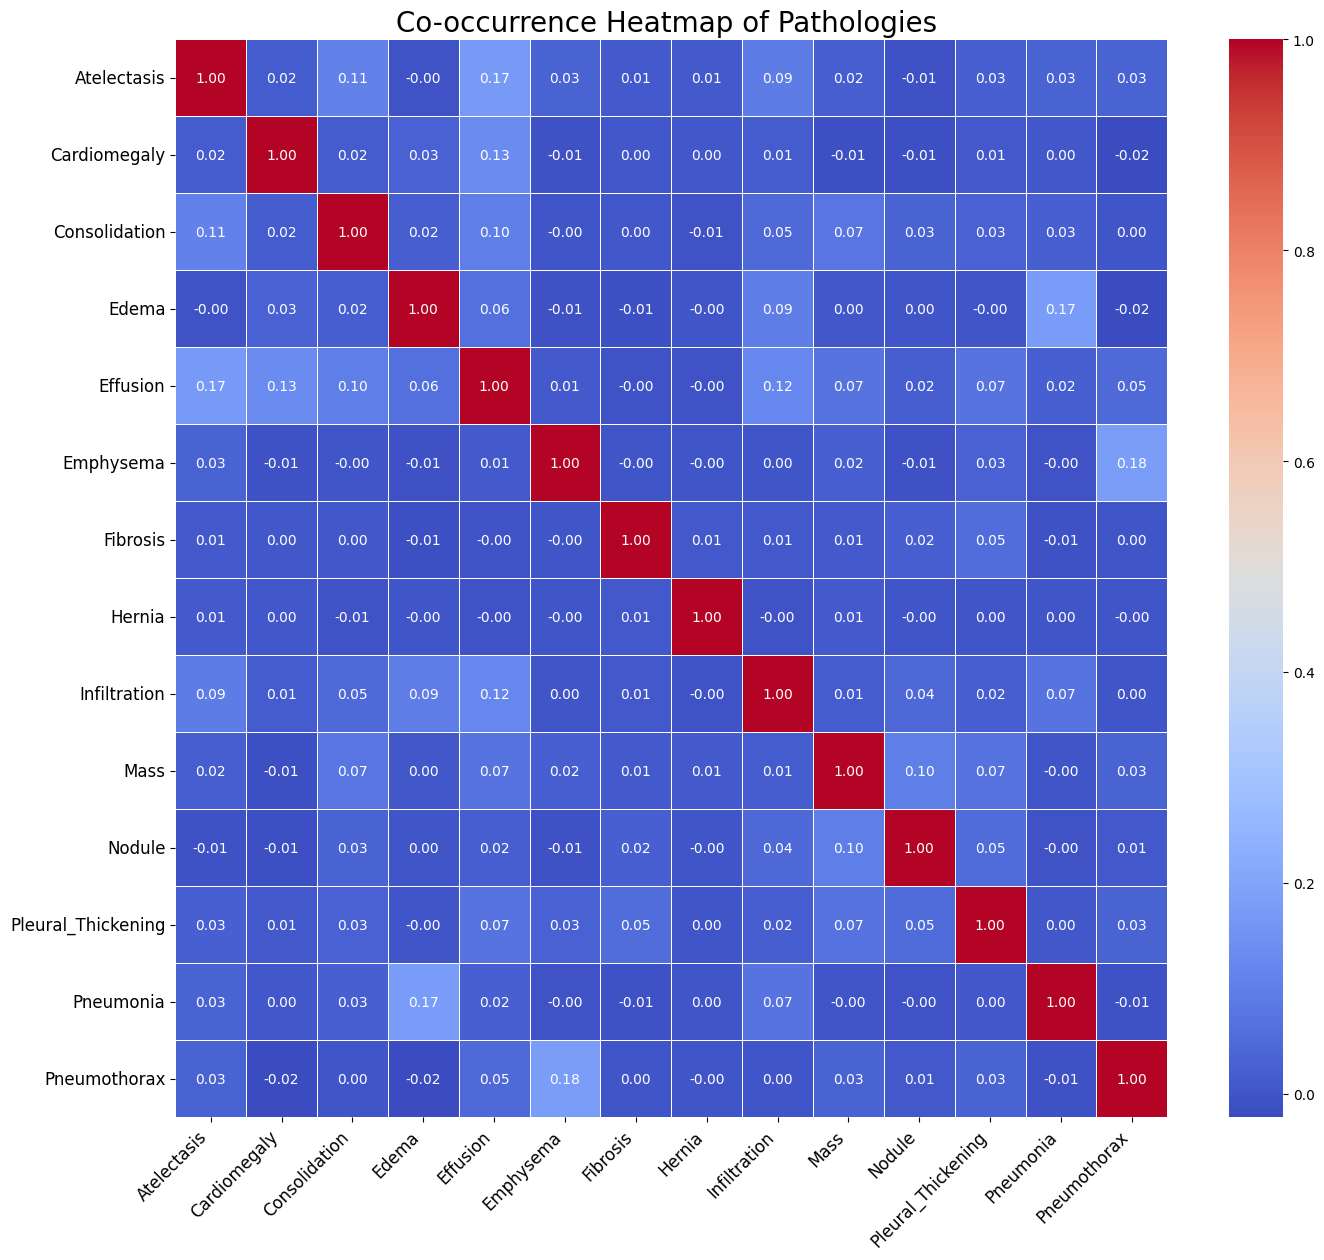 Co-occurrence Heatmap of Pathologies
Atelectasis 1.00 0.02 0.11 -0.00 0.17 0.03 0.01 0.01 0.09 0.02 -0.01 0.03 0.03 0.03
Cardiomegaly 0.02 1.00 0.02 0.03 0.13 -0.01 0.00 0.00 0.01 -0.01 -0.01 0.01 0.00 -0.02
Consolidation 0.11 0.02 1.00 0.02 0.10 -0.00 0.00 -0.01 0.05 0.07 0.03 0.03 0.03 0.00
Edema -0.00 0.03 0.02 1.00 0.06 -0.01 -0.01 -0.00 0.09 0.00 0.00 -0.00 0.17 -0.02
Effusion 0.17 0.13 0.10 0.06 1.00 0.01 -0.00 -0.00 0.12 0.07 0.02 0.07 0.02 0.05
Emphysema 0.03 -0.01 -0.00 -0.01 0.01 1.00 -0.00 -0.00 0.00 0.02 -0.01 0.03 -0.00 0.18
Fibrosis 0.01 0.00 0.00 -0.01 -0.00 -0.00 1.00 0.01 0.01 0.01 0.02 0.05 -0.01 0.00
Hernia 0.01 0.00 -0.01 -0.00 -0.00 -0.00 0.01 1.00 -0.00 0.01 -0.00 0.00 0.00 -0.00
Infiltration 0.09 0.01 0.05 0.09 0.12 0.00 0.01 -0.00 1.00 0.01 0.04 0.02 0.07 0.00
Mass 0.02 -0.01 0.07 0.00 0.07 0.02 0.01 0.01 0.01 1.00 0.10 0.07 -0.00 0.03
Nodule -0.01 -0.01 0.03 0.00 0.02 -0.01 0.02 -0.00 0.04 0.10 1.00 0.05 -0.00 0.01
Pleural_Thickening 0.03 0.01 0.03 -0.00 0.07 0.03 0.05 0.00 0.02 0.07 0.05 1.00 0.00 0.03
Pneumonia 0.03 0.00 0.03 0.17 0.02 -0.00 -0.01 0.00 0.07 -0.00 -0.00 0.00 1.00 -0.01
Pneumothorax 0.03 -0.02 0.00 -0.02 0.05 0.18 0.00 -0.00 0.00 0.03 0.01 0.03 -0.01 1.00
Atelectasis Cardiomegaly Consolidation Edema Effusion Emphysema Fibrosis Hernia Infiltration Mass Nodule Pleural_Thickening Pneumonia Pneumothorax
1.0
0.8
0.6
0.4
0.2
0.0